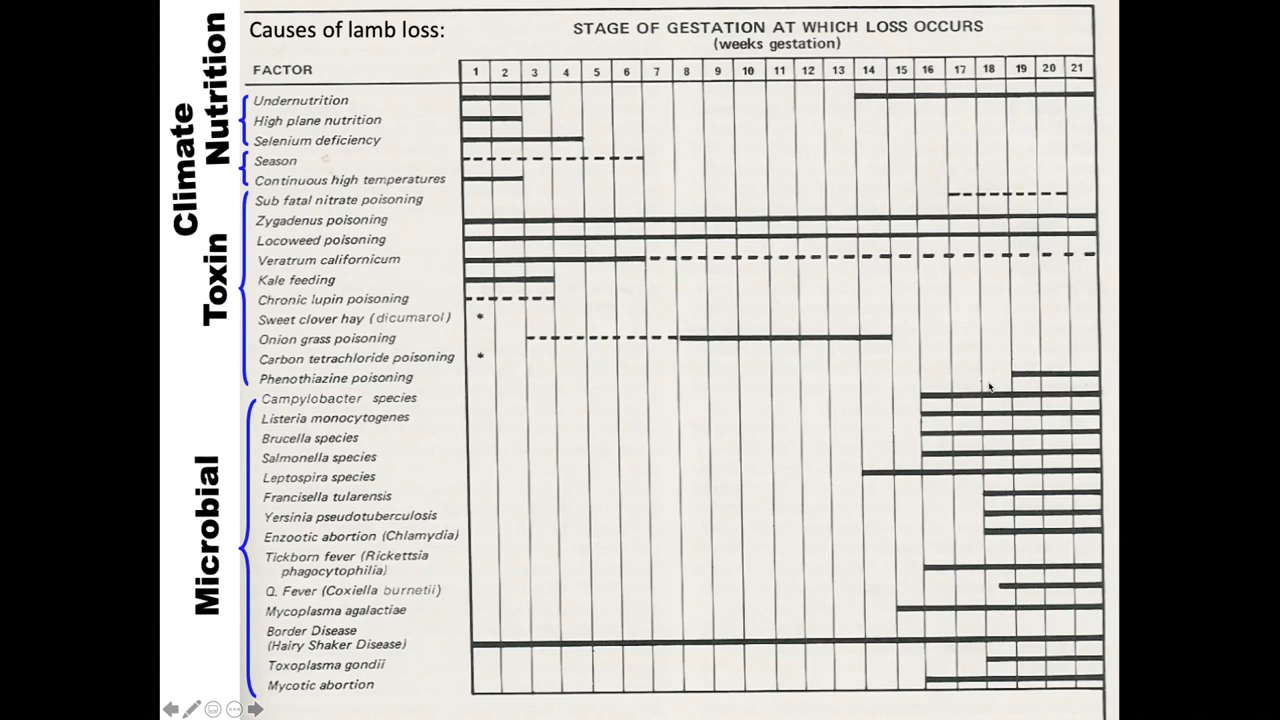 Causes of lamb loss:
STAGE OF GESTATION AT WHICH LOSS OCCURS
(weeks gestation)
FACTOR 1 2 3 4 5 6 7 8 9 10 11 12 13 14 15 16 17 18 19 20 21
Nutrition
Undernutrition
High plane nutrition
Selenium deficiency
Climate
Season
Continuous high temperatures
Toxin
Sub fatal nitrate poisoning
Zygadenus poisoning
Locoweed poisoning
Veratrum californicum
Kale feeding
Chronic lupin poisoning
Sweet clover hay (dicumarol) *
Onion grass poisoning
Carbon tetrachloride poisoning *
Phenothiazine poisoning
Microbial
Campylobacter species
Listeria monocytogenes
Brucella species
Salmonella species
Leptospira species
Francisella tularensis
Yersinia pseudotuberculosis
Enzootic abortion (Chlamydia)
Tickborn fever (Rickettsia
phagocytophilia)
Q. Fever (Coxiella burnetii)
Mycoplasma agalactiae
Border Disease
(Hairy Shaker Disease)
Toxoplasma gondii
Mycotic abortion